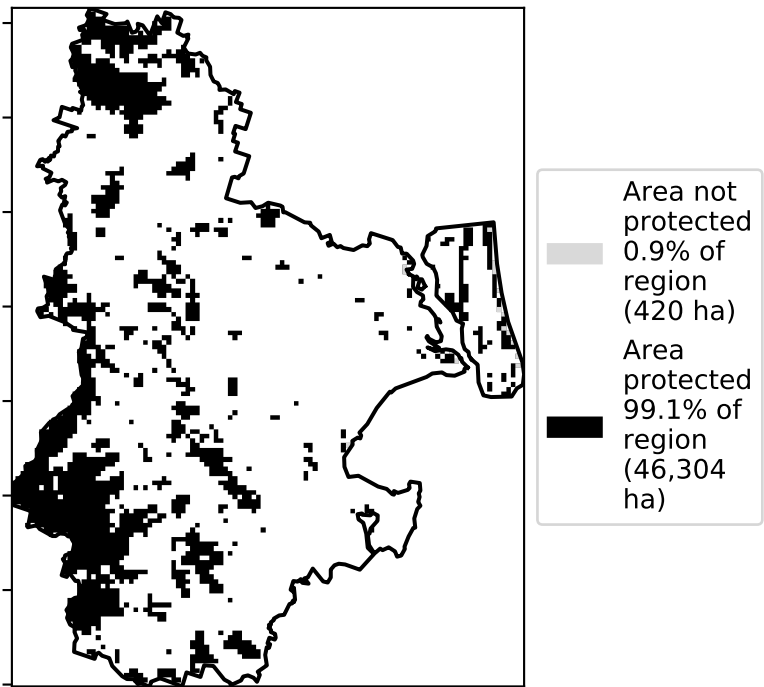 Area not
protected
0.9% of
region
(420 ha)
Area
protected
99.1% of
region
(46,304
ha)